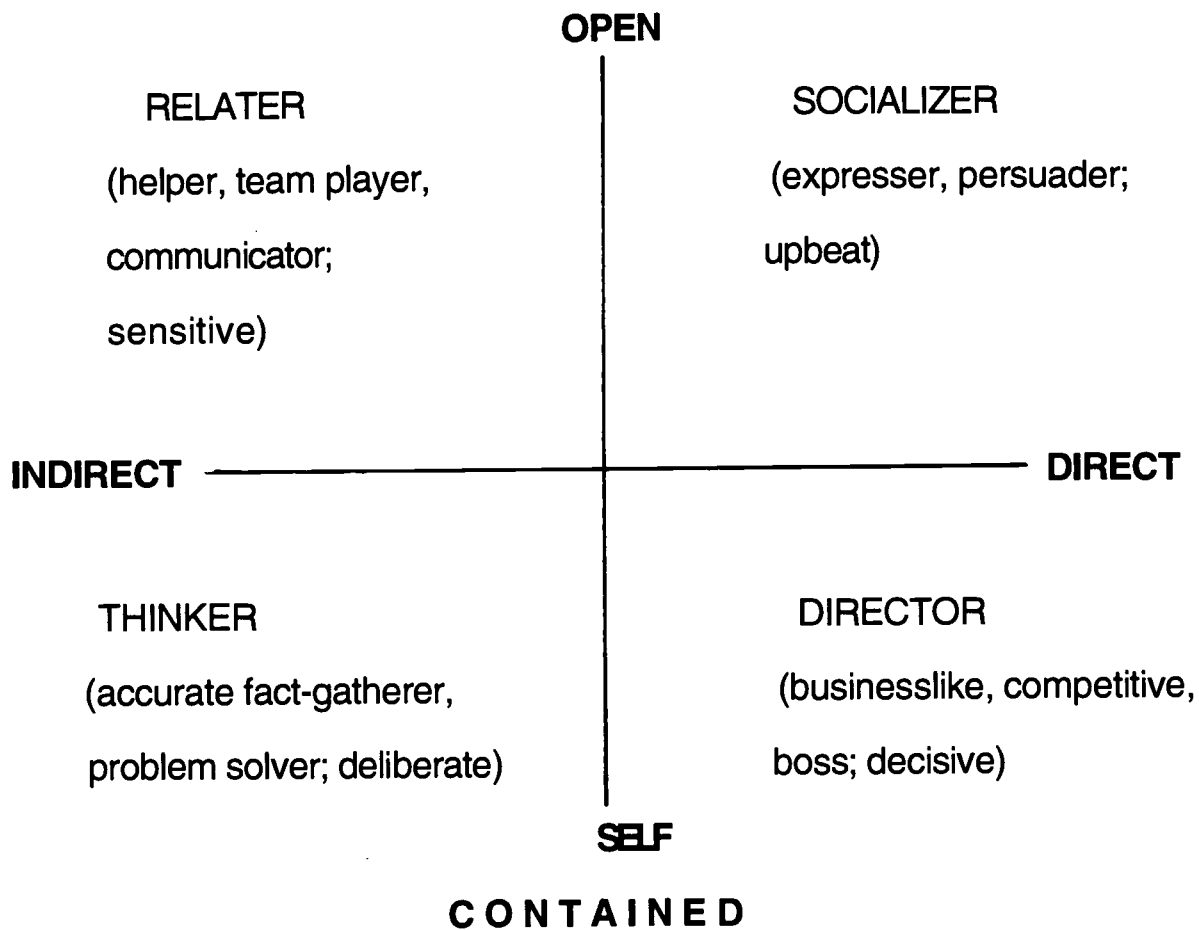 OPEN
RELATER
(helper, team player,
communicator;
sensitive)
SOCIALIZER
(expresser, persuader;
upbeat)
INDIRECT
DIRECT
THINKER
(accurate fact-gatherer,
problem solver; deliberate)
DIRECTOR
(businesslike, competitive,
boss; decisive)
SELF
CONTAINED